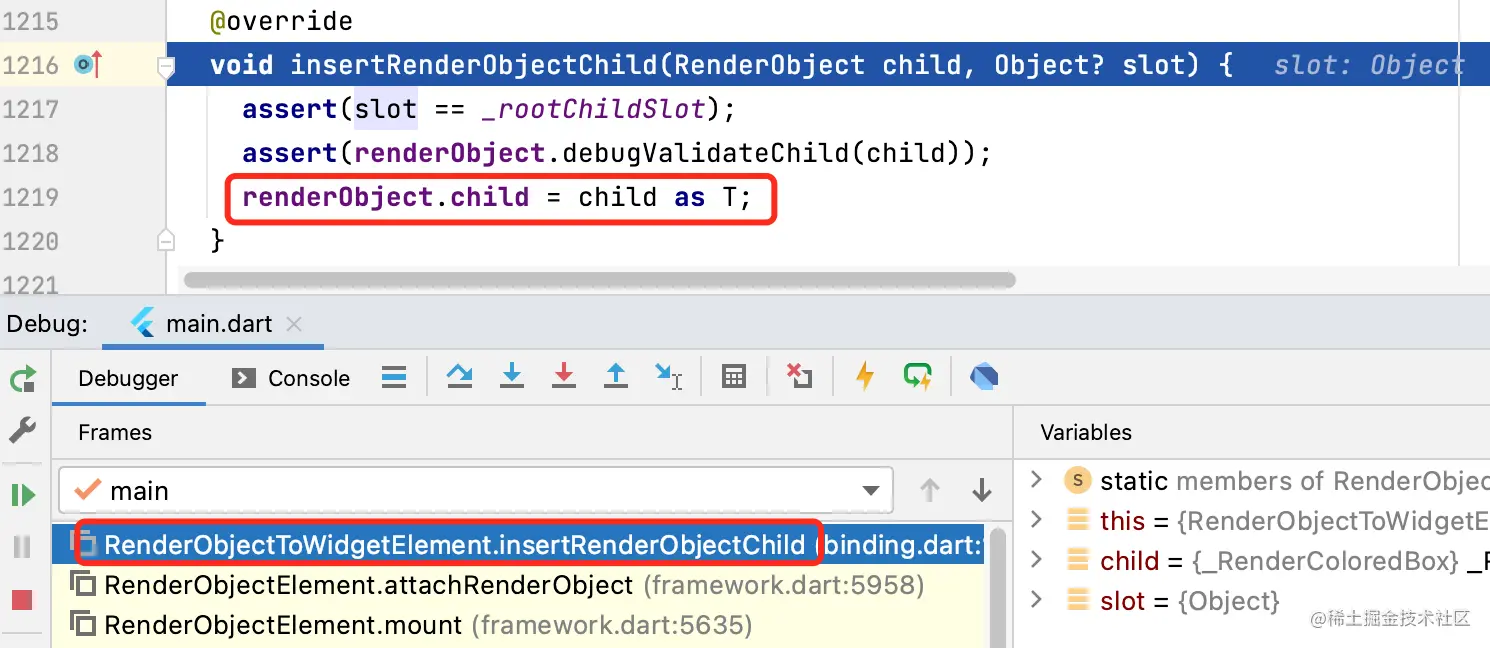 1215 @override
1216 void insertRenderObjectChild(RenderObject child, Object? slot) { slot: Object
1217 assert(slot == _rootChildSlot);
1218 assert(renderObject.debugValidateChild(child));
1219 renderObject.child = child as T;
1220 }
1221
Debug: main.dart
Debugger Console
Frames
Variables
main
RenderObjectToWidgetElement.insertRenderObjectChild (binding.dart:
RenderObjectElement.attachRenderObject (framework.dart:5958)
RenderObjectElement.mount (framework.dart:5635)
S static members of RenderObjec
this = {RenderObjectToWidgetE
child = {_RenderColoredBox} _R
slot = {Object}
@稀土掘金技术社区